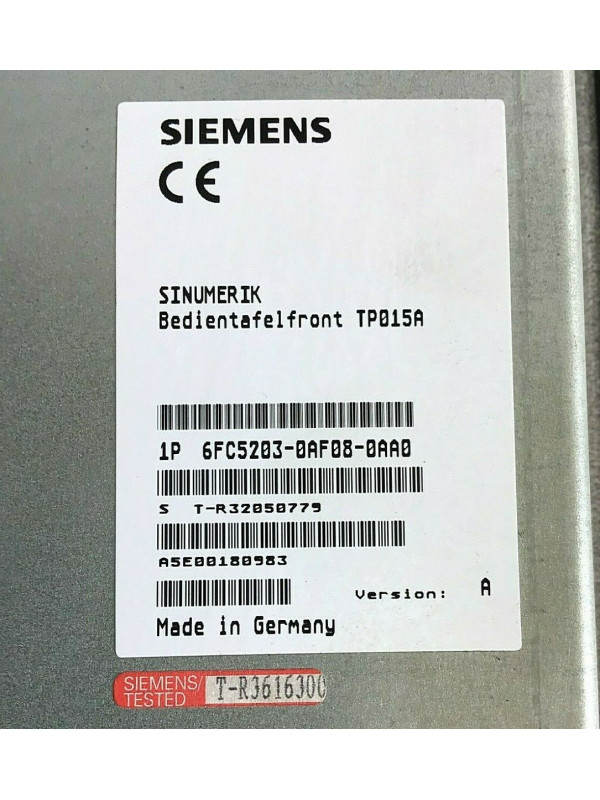 SIEMENS
CE
SINUMERIK
Bedientafelfront TP015A
1P 6FC5203-0AF08-0AA0
S T-R32050779
A5E00180983
Version: A
Made in Germany
SIEMENS/
TESTED
T-R3616300